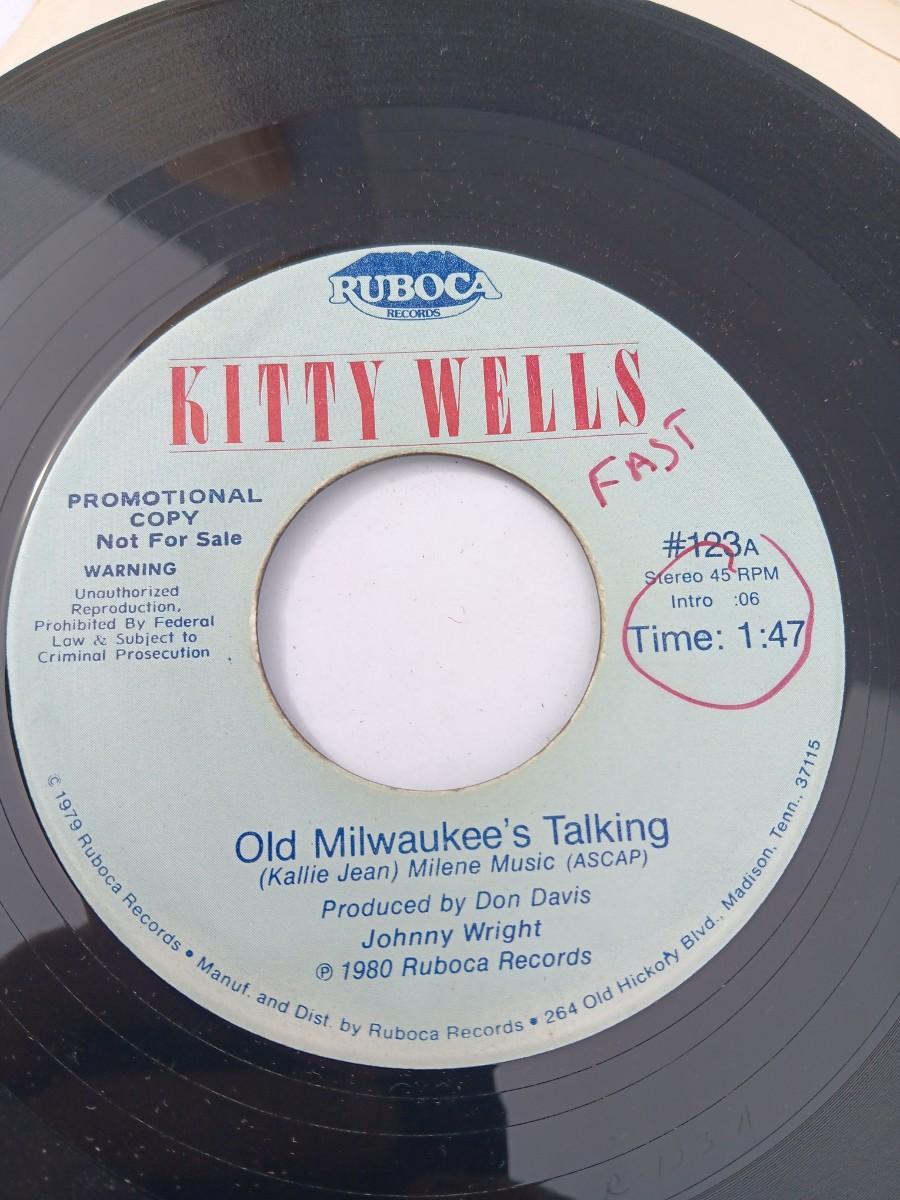 RUBOCA
RECORDS
KITTY WELLS
FAST
PROMOTIONAL
COPY
Not For Sale
WARNING
Unauthorized
Reproduction,
Prohibited By Federal
Law & Subject to
Criminal Prosecution
#123A
Stereo 45 RPM
Intro :06
Time: 1:47
Old Milwaukee's Talking
(Kallie Jean) Milene Music (ASCAP)
Produced by Don Davis
Johnny Wright
℗ 1980 Ruboca Records
© 1979 Ruboca Records • Manuf. and Dist. by Ruboca Records • 264 Old Hickory Blvd., Madison, Tenn., 37115